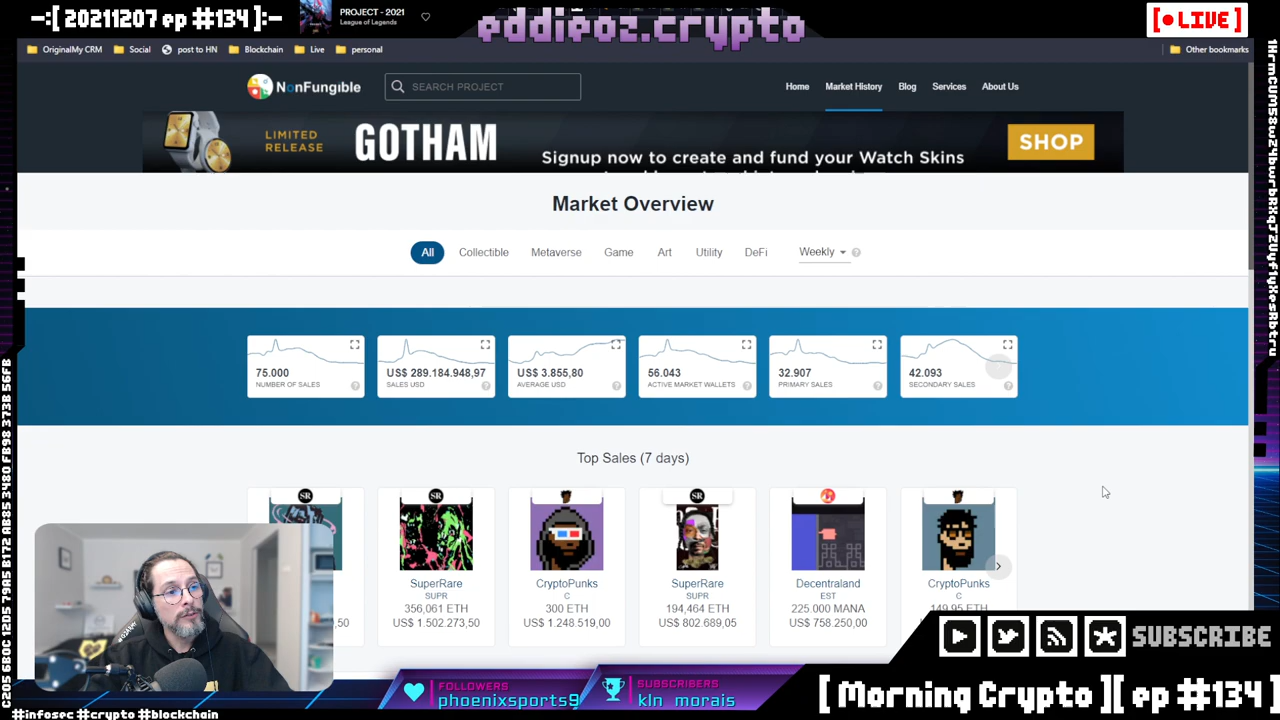 -:[ 20211207 ep #134 ]:-
PROJECT - 2021
League of Legends
eddieoz.crypto
[ • LIVE ]
OriginalMy CRM
Social
post to HN
Blockchain
Live
personal
Other bookmarks
NonFungible
SEARCH PROJECT
Home
Market History
Blog
Services
About Us
LIMITED
RELEASE
GOTHAM
Signup now to create and fund your Watch Skins
SHOP
Market Overview
All
Collectible
Metaverse
Game
Art
Utility
DeFi
Weekly
75.000
NUMBER OF SALES
US$ 289.184.948,97
SALES USD
US$ 3.855,80
AVERAGE USD
56.043
ACTIVE MARKET WALLETS
32.907
PRIMARY SALES
42.093
SECONDARY SALES
Top Sales (7 days)
SR
SR
SR
SuperRare
SUPR
356,061 ETH
US$ 1.502.273,50
CryptoPunks
C
300 ETH
US$ 1.248.519,00
SuperRare
SUPR
194,464 ETH
US$ 802.689,05
Decentraland
EST
225 000 MANA
US$ 758.250,00
CryptoPunks
C
149,95 ETH
,50
SUBSCRIBE
FOLLOWERS
phoenixsports9
SUBSCRIBERS
kln morais
[ Morning Crypto ][ ep #134 ]
#infosec #crypto #blockchain